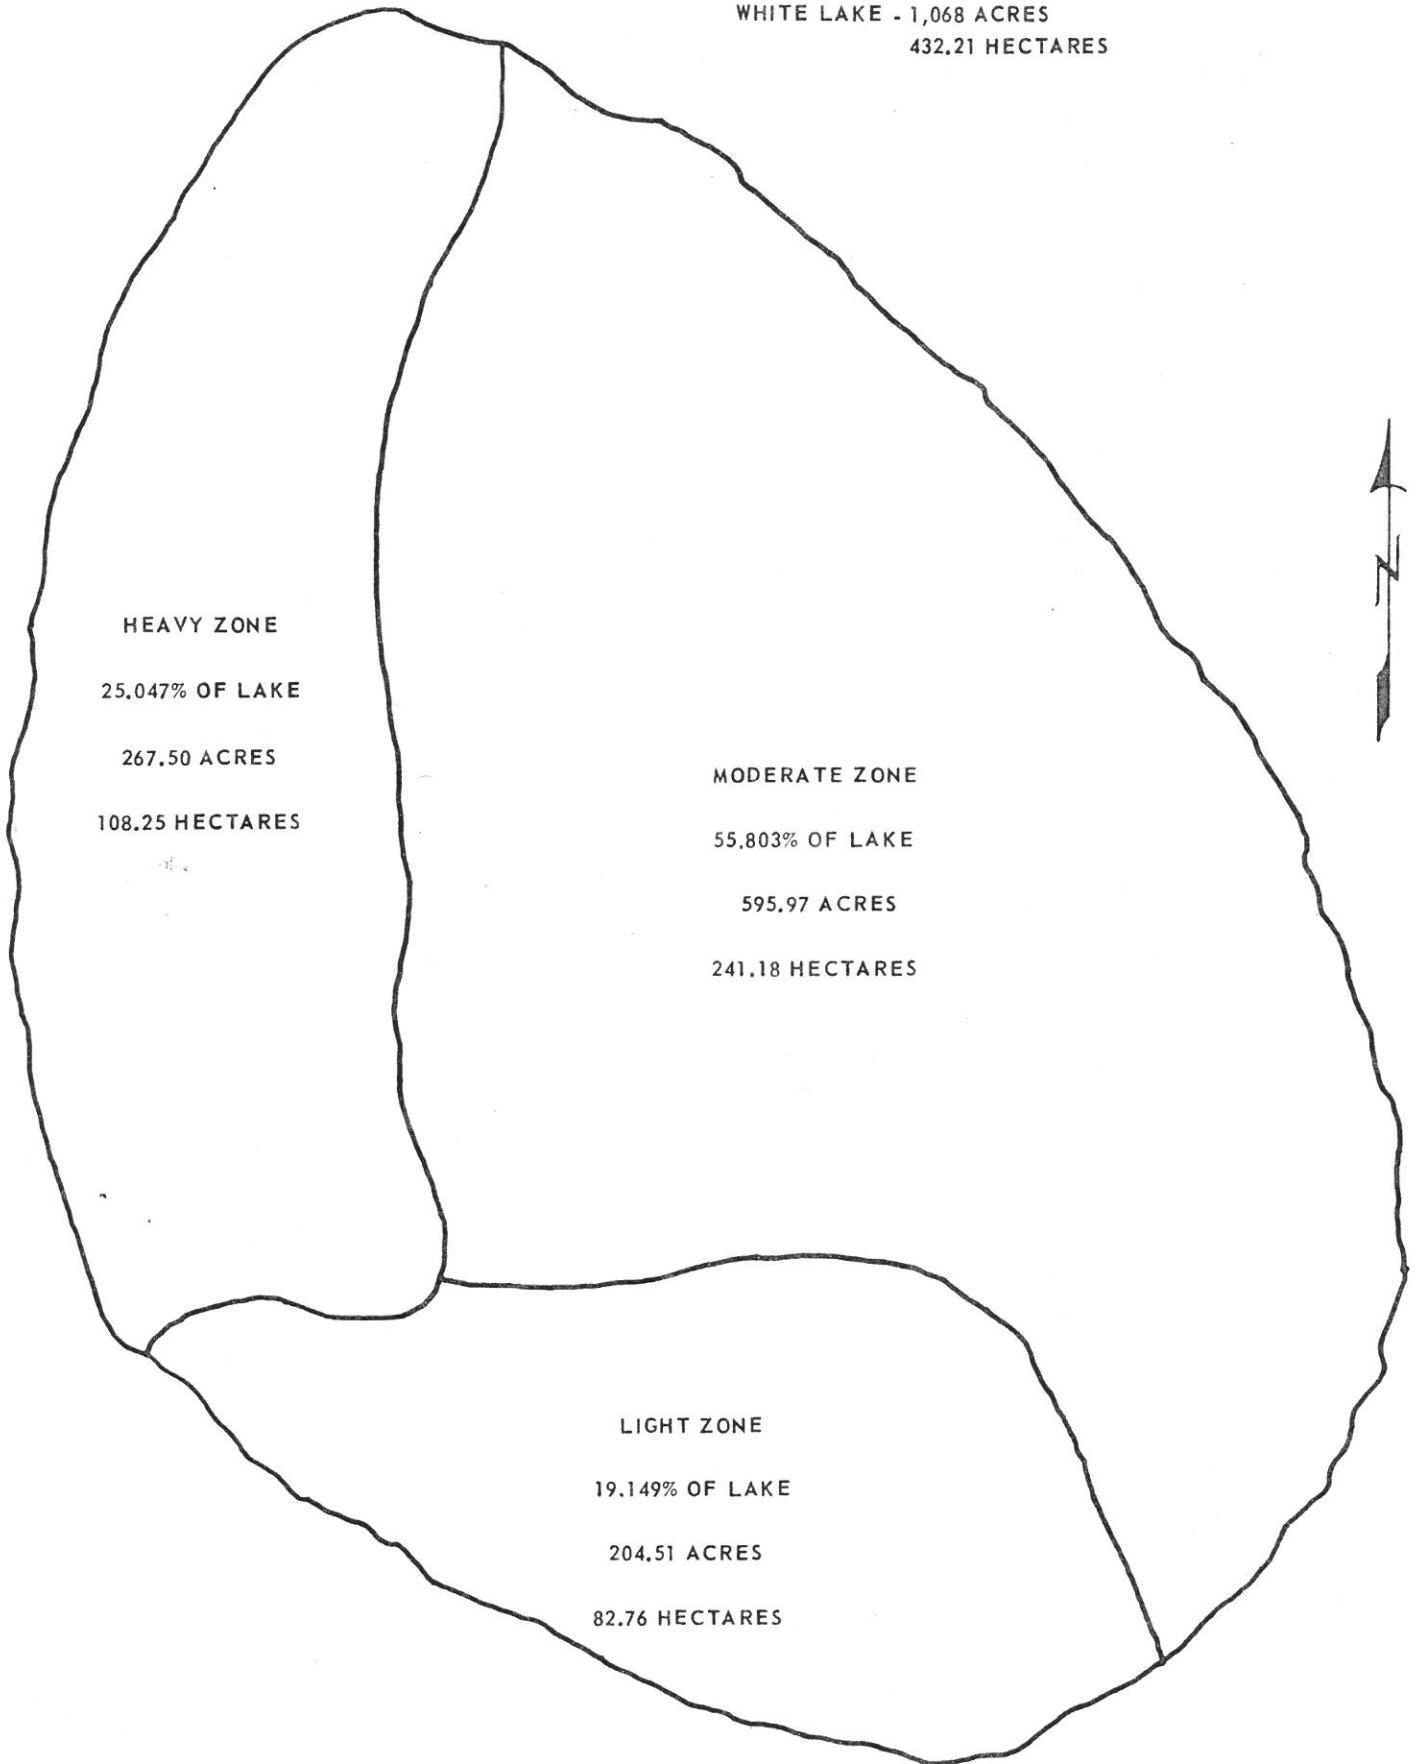 WHITE LAKE - 1,068 ACRES
432.21 HECTARES
N
HEAVY ZONE
25.047% OF LAKE
267.50 ACRES
108.25 HECTARES
MODERATE ZONE
55.803% OF LAKE
595.97 ACRES
241.18 HECTARES
LIGHT ZONE
19.149% OF LAKE
204.51 ACRES
82.76 HECTARES